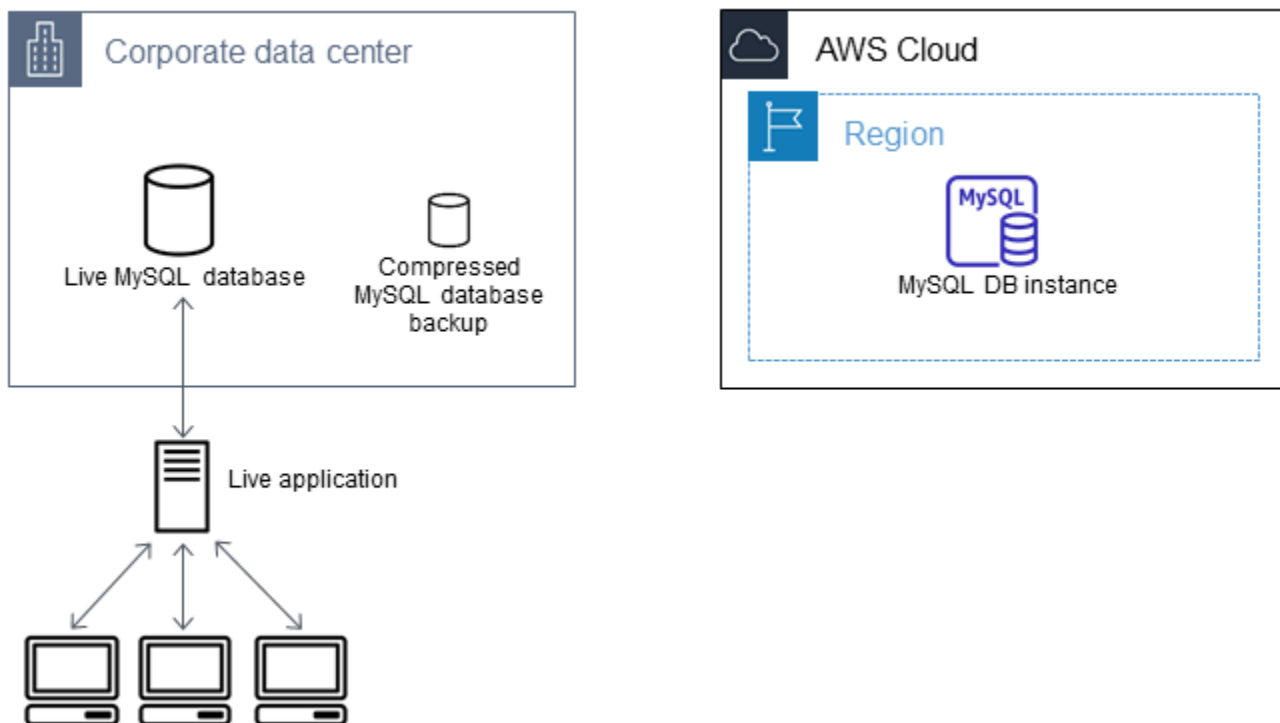 Corporate data center
Live MySQL database
Compressed
MySQL database
backup
Live application
AWS Cloud
Region
MySQL
MySQL DB instance